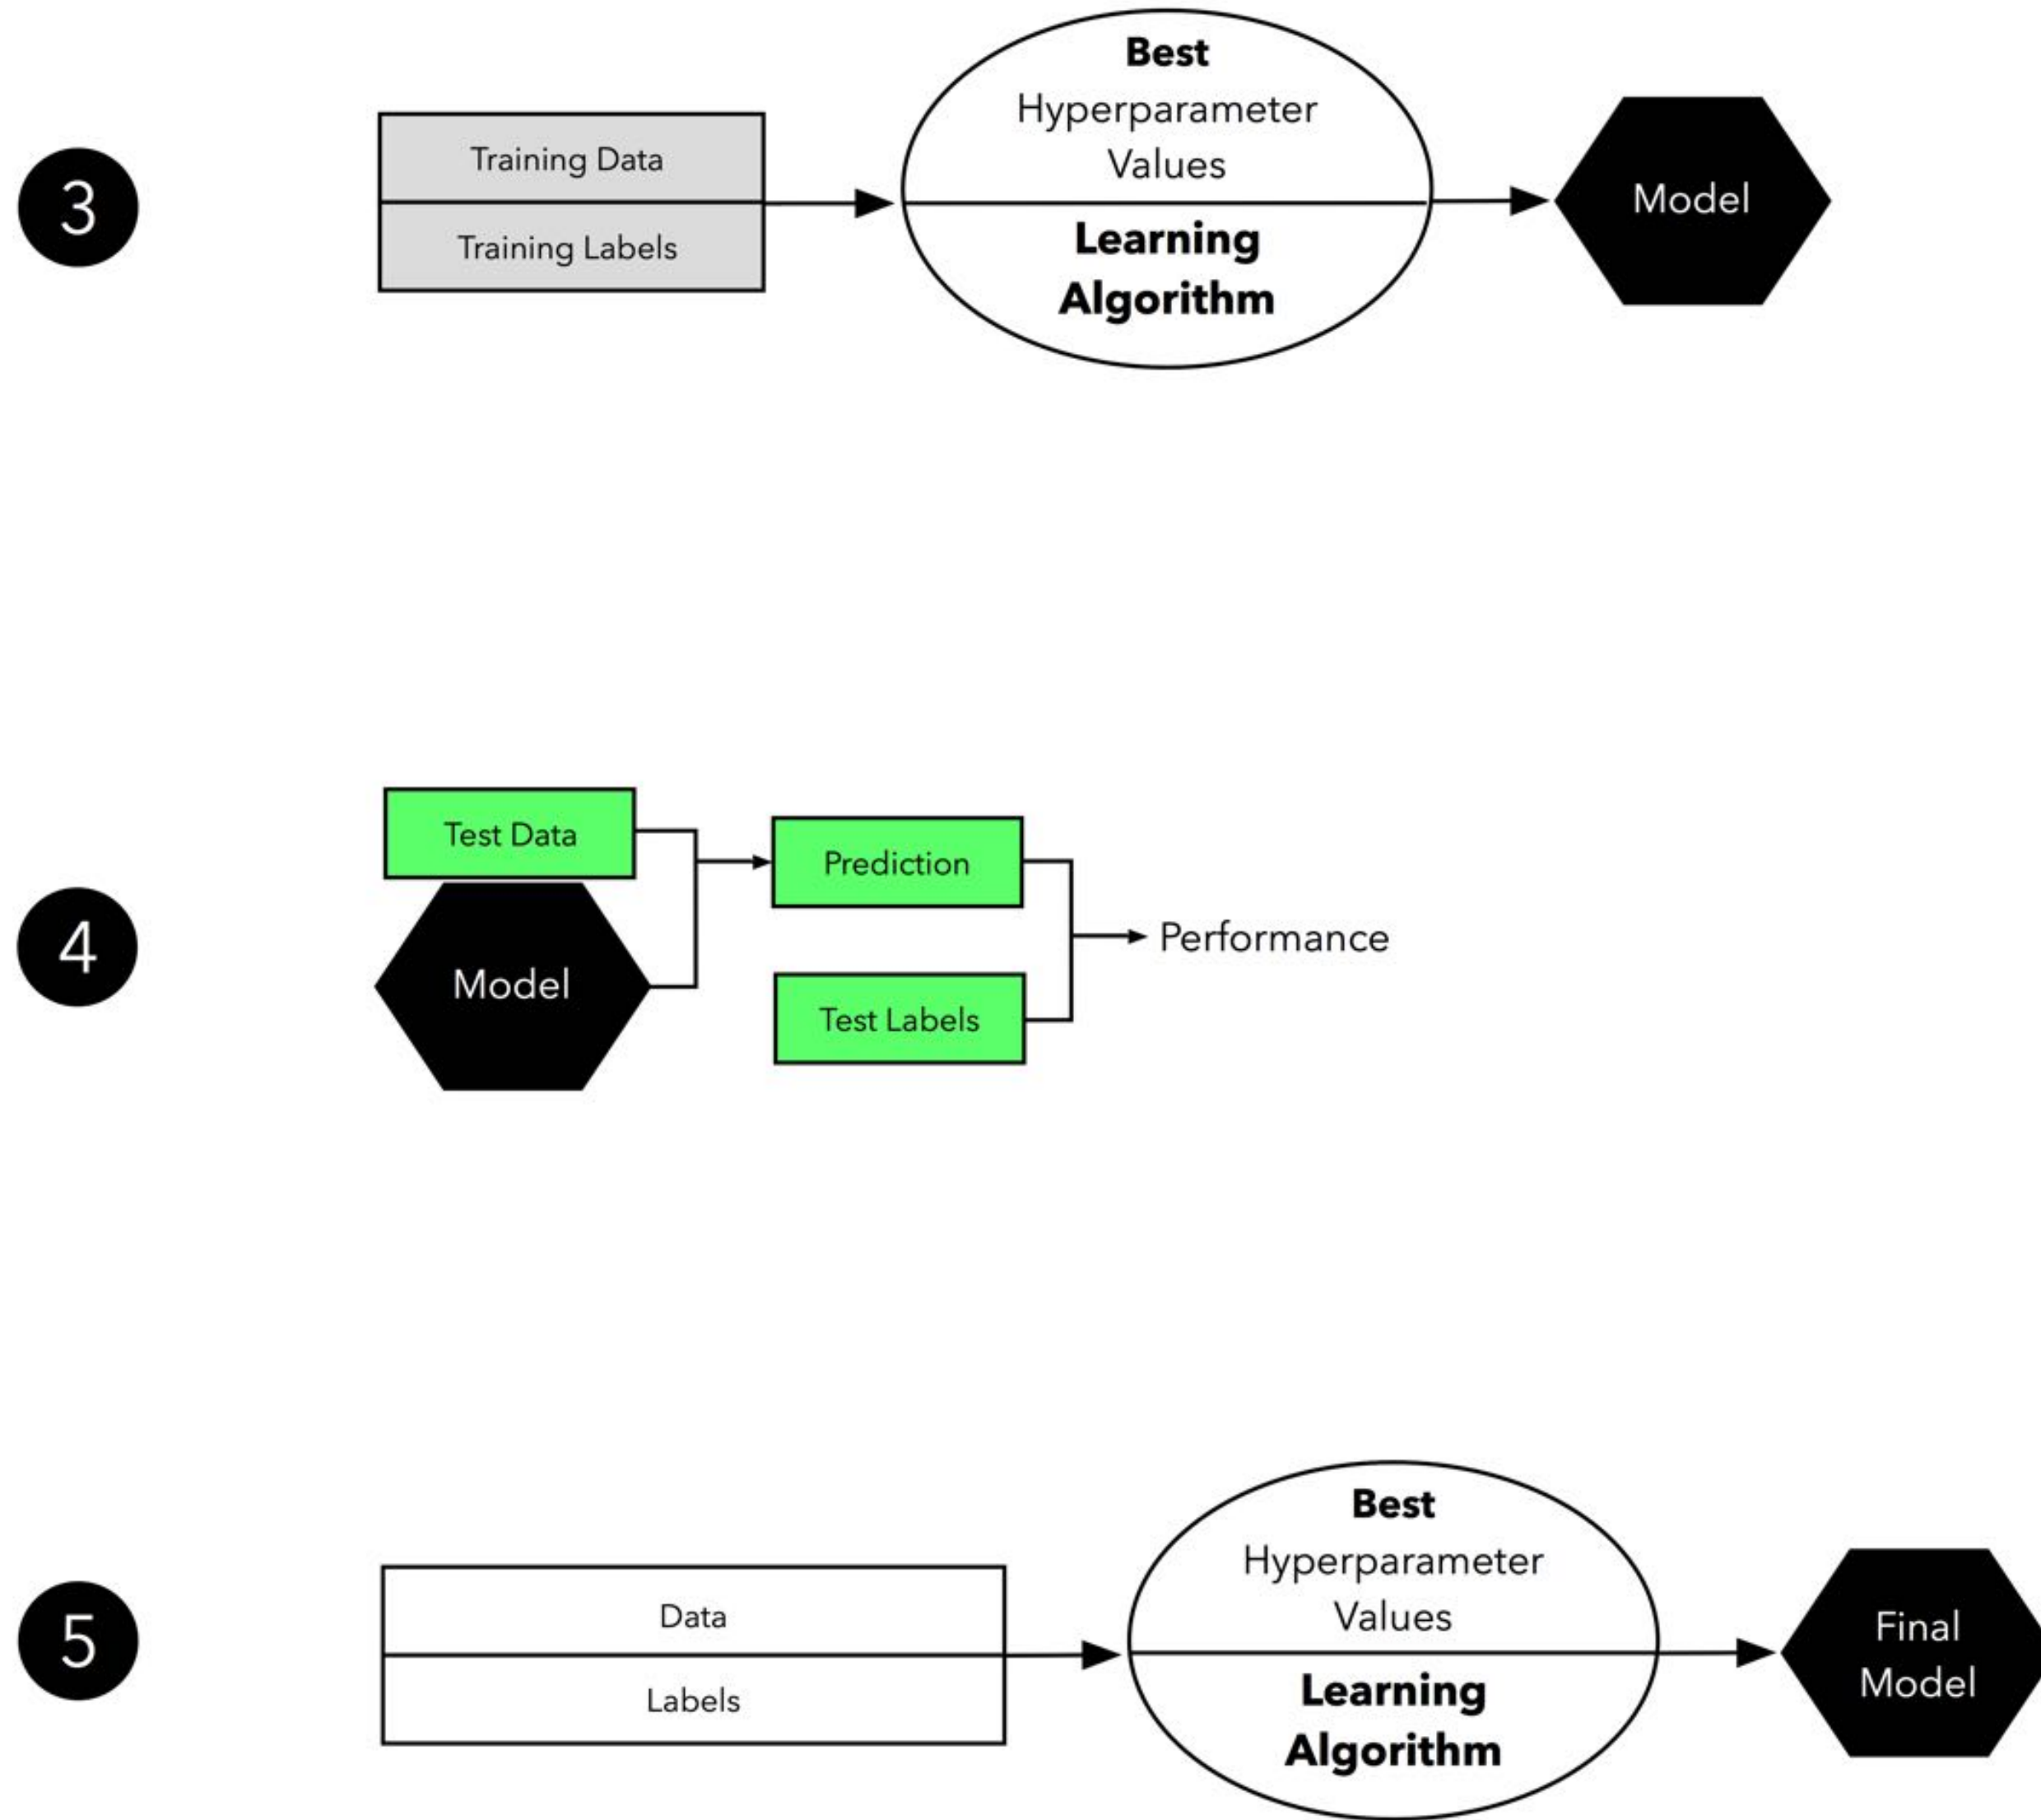 3
Training Data
Training Labels
Best
Hyperparameter
Values
Learning
Algorithm
Model
4
Test Data
Model
Prediction
Test Labels
Performance
5
Data
Labels
Best
Hyperparameter
Values
Learning
Algorithm
Final
Model